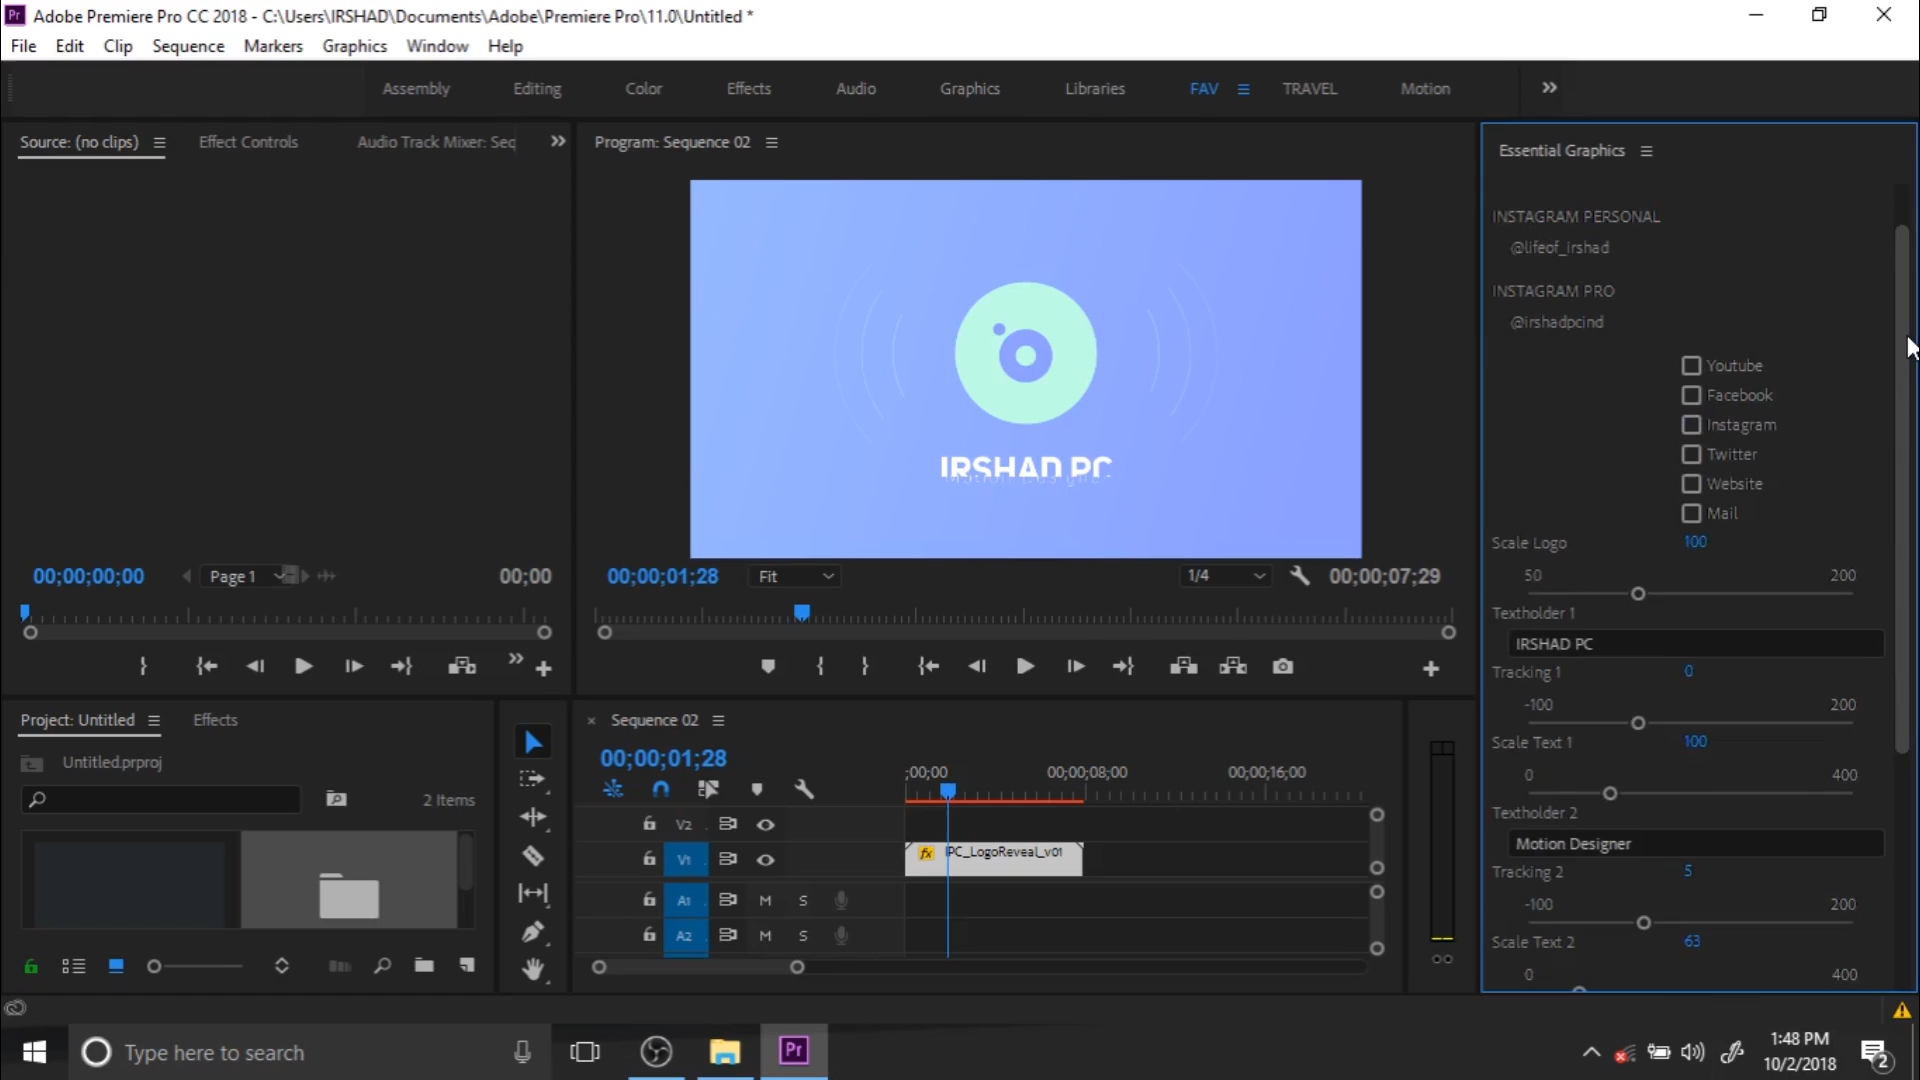 Adobe Premiere Pro CC 2018 - C:\Users\IRSHAD\Documents\Adobe\Premiere Pro\11.0\Untitled *
File Edit Clip Sequence Markers Graphics Window Help
Assembly Editing Color Effects Audio Graphics Libraries FAV TRAVEL Motion
Source: (no clips) Effect Controls Audio Track Mixer: Seq
Program: Sequence 02
IRSHAD PC
Motion Designer
00;00;00;00 Page 1 00;00
00;00;01;28 Fit 1/4 00;00;07;29
Project: Untitled Effects
Untitled.prproj
2 Items
Sequence 02
00;00;01;28
;00;00 00;00;08;00 00;00;16;00
V2
V1
fx IPC_LogoReveal_v01
A1 M S
A2 M S
Essential Graphics
INSTAGRAM PERSONAL
@lifeof_irshad
INSTAGRAM PRO
@irshadpcind
Youtube
Facebook
Instagram
Twitter
Website
Mail
Scale Logo 100
50 200
Textholder 1
IRSHAD PC
Tracking 1 0
-100 200
Scale Text 1 100
0 400
Textholder 2
Motion Designer
Tracking 2 5
-100 200
Scale Text 2 63
0 400
Type here to search
Pr
1:48 PM
10/2/2018
2